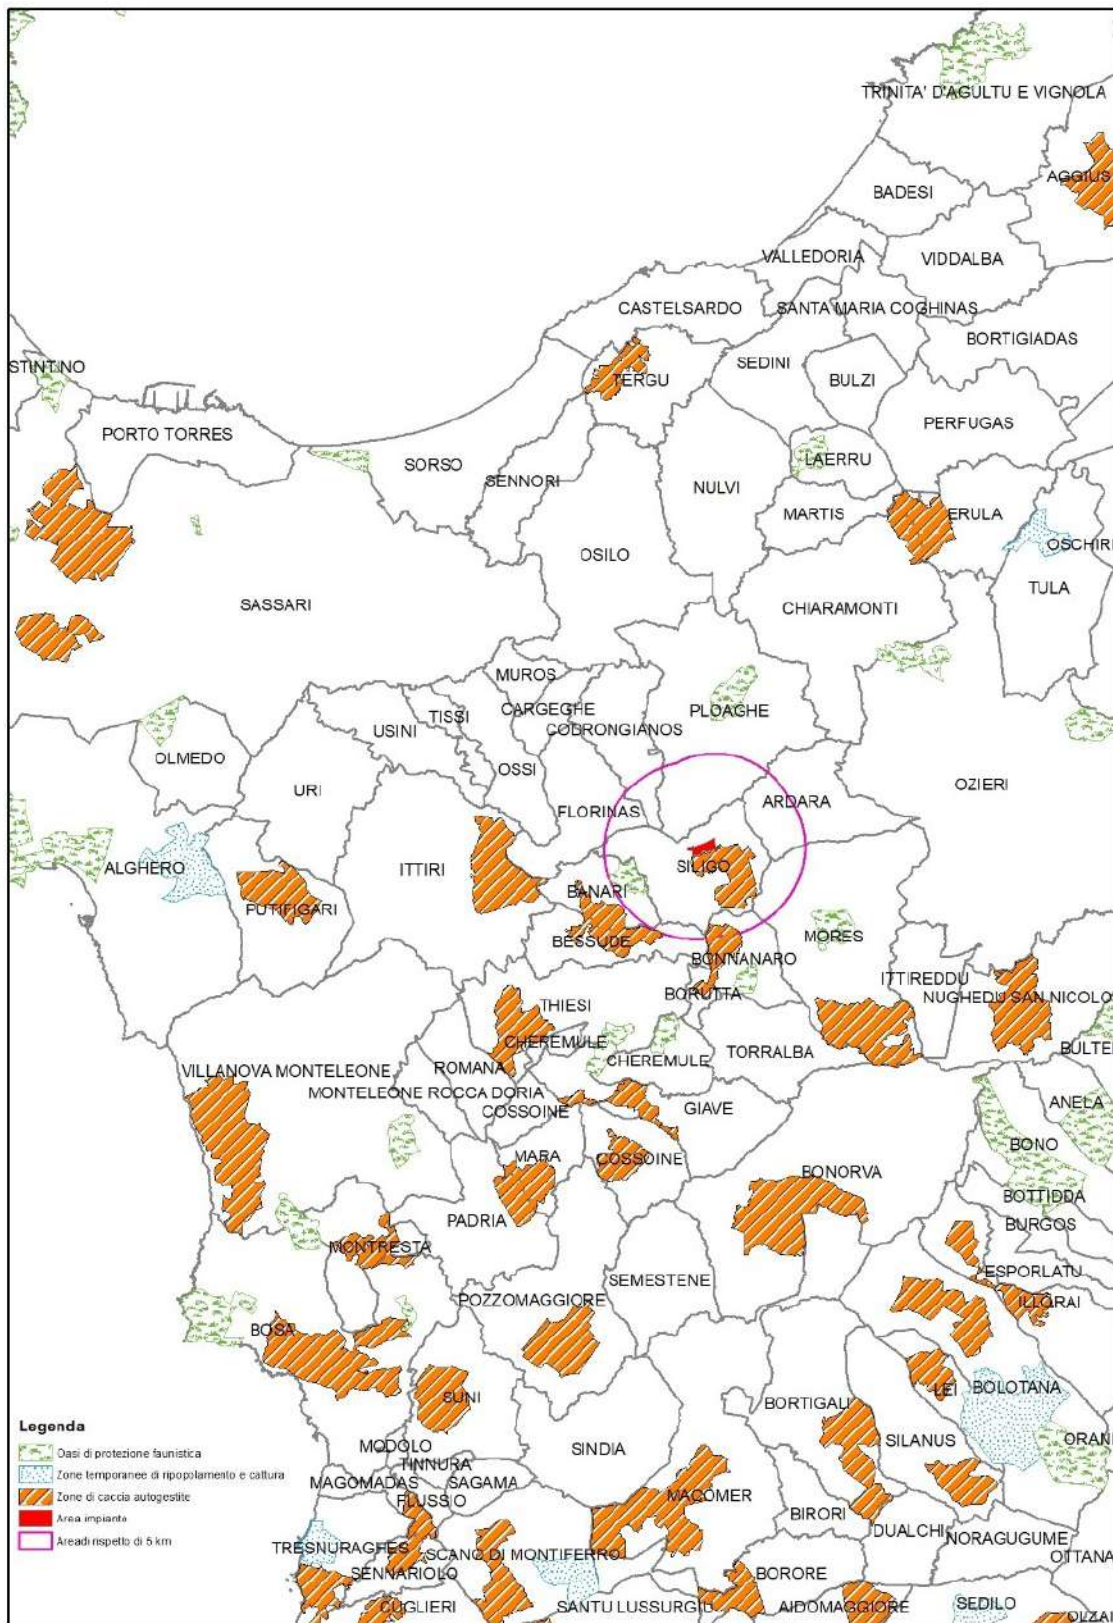 TRINITA' D'AGULTU E VIGNOLA
AGGIUS
BADESI
VALLEDORIA
VIDDALBA
CASTELSARDO
SANTA MARIA COGHINAS
BORTIGIADAS
STINTINO
TERGU
SEDINI
BULZI
PERFUGAS
PORTO TORRES
SORSO
SENNORI
NULVI
LAERRU
MARTIS
ERULA
OSCHIRI
OSILO
TULA
SASSARI
CHIARAMONTI
MUROS
CARGEGHE
PLOAGHE
TISSI
USINI
CODRONGIANOS
OLMEDO
OSSI
URI
FLORINAS
ARDARA
OZIERI
ALGHERO
ITTIRI
SILIGO
BANARI
PUTIFIGARI
BESSUDE
MORES
BONNANARO
ITTIREDDU
BORUTTA
NUGHEDU SAN NICOLO
THIESI
CHEREMULE
CHEREMULE
TORRALBA
BULTEI
VILLANOVA MONTELEONE
ROMANA
MONTELEONE ROCCA DORIA
COSSOINE
GIAVE
ANELA
BONO
MARA
COSSOINE
BONORVA
BOTTIDDA
PADRIA
BURGOS
MONTRESTA
ESPORLATU
SEMESTENE
POZZOMAGGIORE
ILLORAI
BOSA
SUNI
LEI
BOLOTANA
BORTIGALI
Legenda
Oasi di protezione faunistica
Zone temporanee di ripopolamento e cattura
Zone di caccia autogestite
Area impianto
Areadi rispetto di 5 km
MODOLO
TINNURA
SINDIA
SILANUS
ORANI
MAGOMADAS
SAGAMA
FLUSSIO
MACOMER
BIRORI
DUALCHI
NORAGUGUME
TRESNURAGHES
SCANO DI MONTIFERRO
OTTANA
SENNARIOLO
BORORE
CUGLIERI
SANTU LUSSURGIU
AIDOMAGGIORE
SEDILO
OLZAI